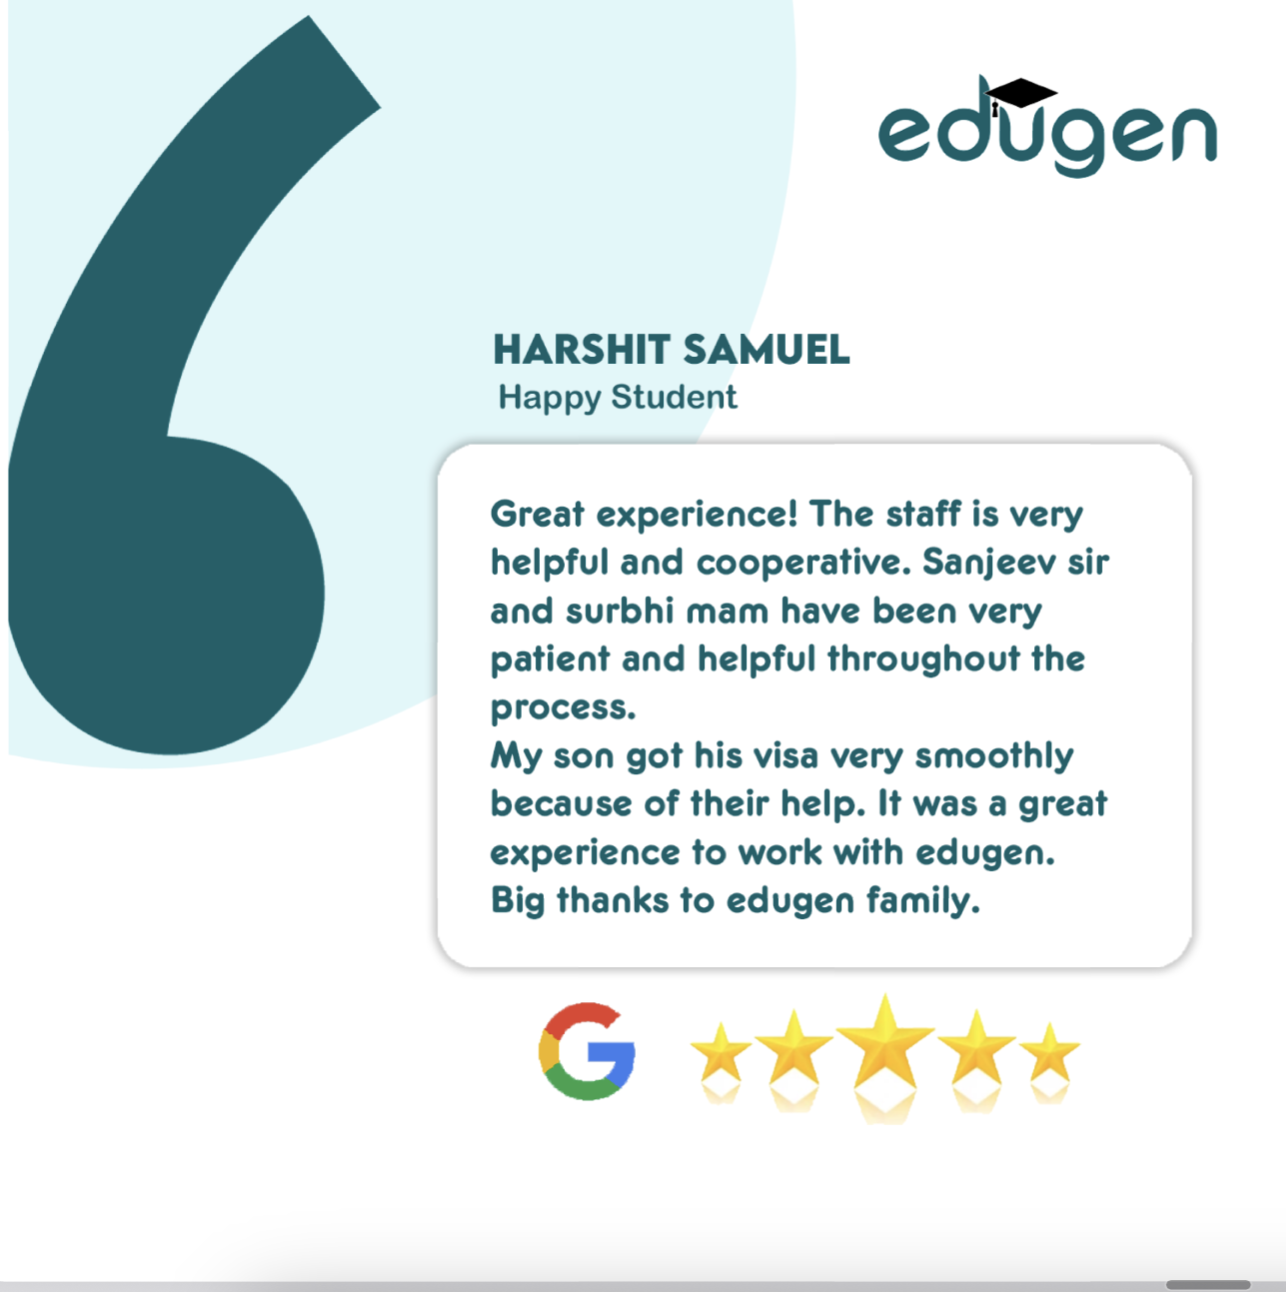 edugen
HARSHIT SAMUEL
Happy Student
Great experience! The staff is very
helpful and cooperative. Sanjeev sir
and surbhi mam have been very
patient and helpful throughout the
process.
My son got his visa very smoothly
because of their help. It was a great
experience to work with edugen.
Big thanks to edugen family.
G